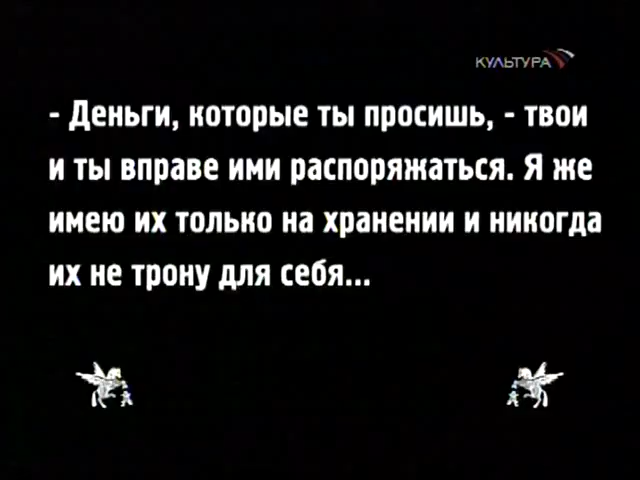 КУЛЬТУРА
- Деньги, которые ты просишь, - твои
и ты вправе ими распоряжаться. Я же
имею их только на хранении и никогда
их не трону для себя...